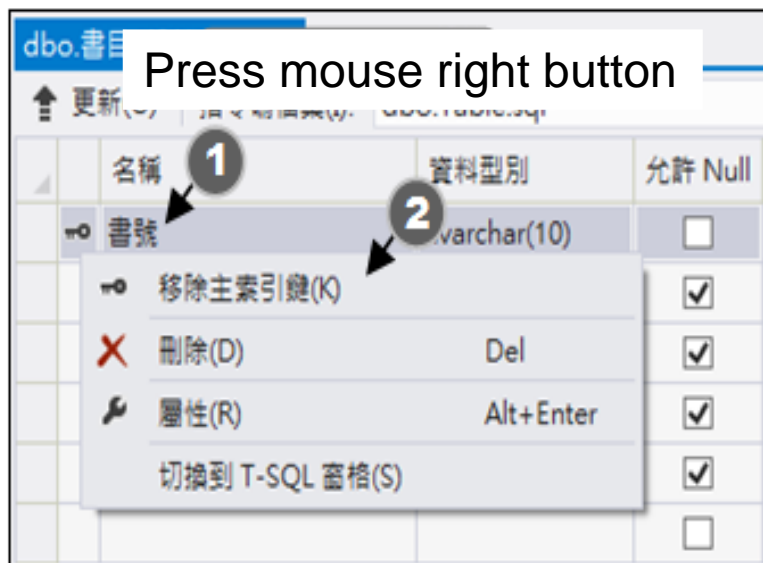 dbo.書目
Press mouse right button
更新(U) dbo.Table.sql
名稱 1 資料型別 允許 Null
書號 2 varchar(10)
移除主索引鍵(K)
刪除(D) Del
屬性(R) Alt+Enter
切換到 T-SQL 窗格(S)